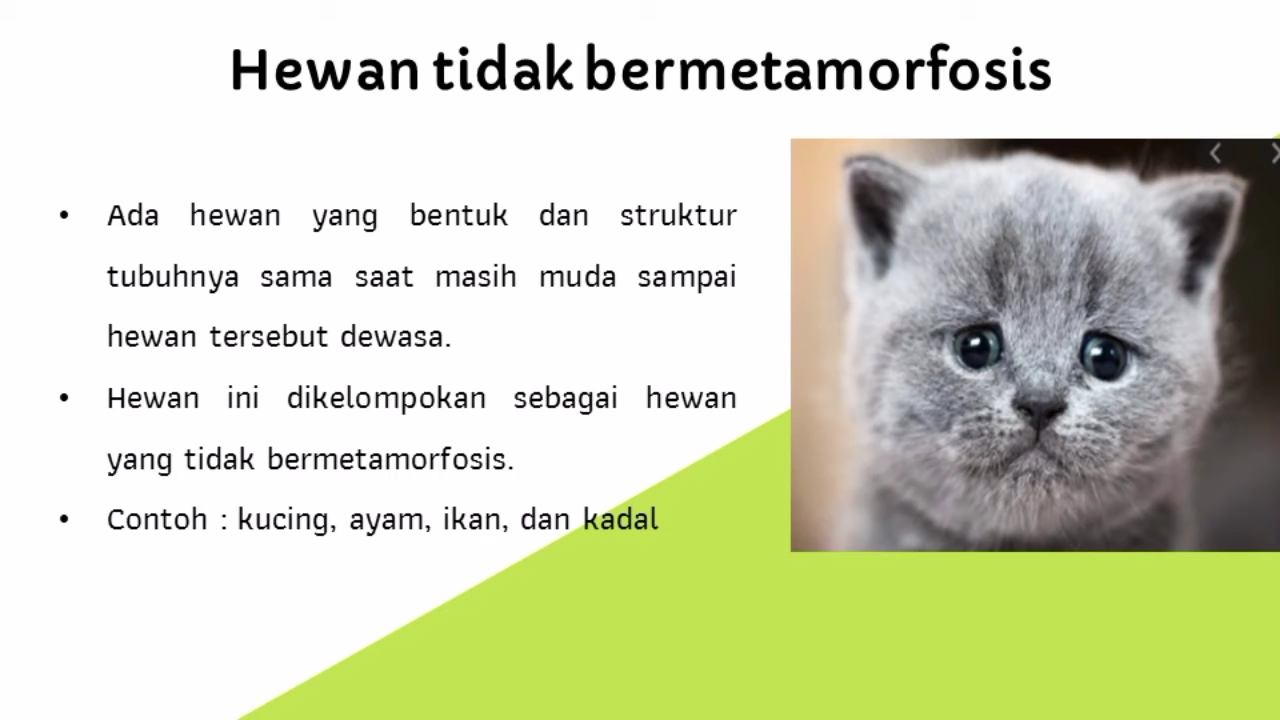 Hewan tidak bermetamorfosis
• Ada hewan yang bentuk dan struktur
tubuhnya sama saat masih muda sampai
hewan tersebut dewasa.
• Hewan ini dikelompokan sebagai hewan
yang tidak bermetamorfosis.
• Contoh : kucing, ayam, ikan, dan kadal